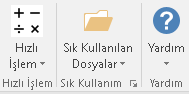 Hızlı
İşlem
Sık Kullanılan
Dosyalar
Yardım
Hızlı İşlem
Sık Kullanım
Yardım